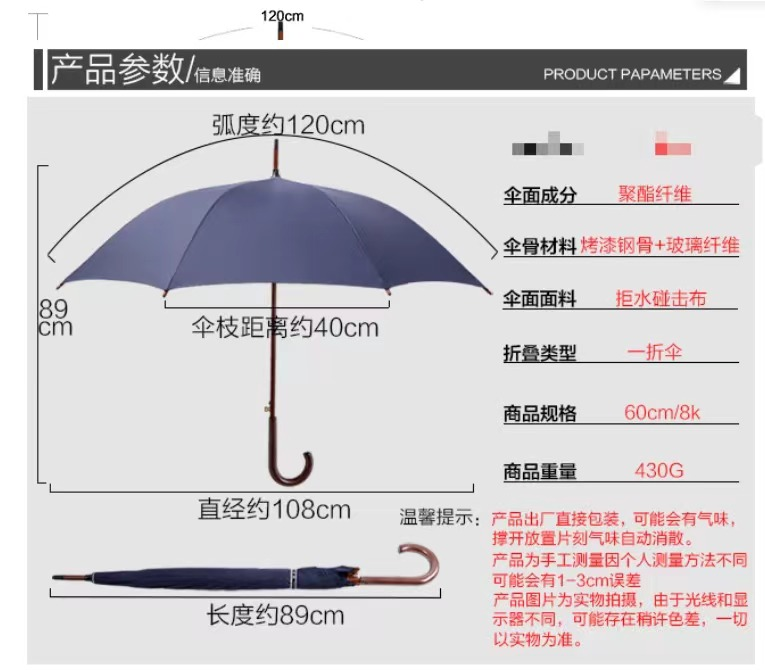 120cm
产品参数/信息准确
PRODUCT PAPAMETERS
弧度约120cm
伞面成分 聚酯纤维
伞骨材料 烤漆钢骨+玻璃纤维
伞面面料 拒水碰击布
89
cm
伞枝距离约40cm
折叠类型 一折伞
商品规格 60cm/8k
商品重量 430G
直经约108cm
温馨提示：产品出厂直接包装，可能会有气味，
撑开放置片刻气味自动消散。
产品为手工测量因个人测量方法不同
可能会有1-3cm误差
产品图片为实物拍摄，由于光线和显
示器不同，可能存在稍许色差，一切
以实物为准。
长度约89cm